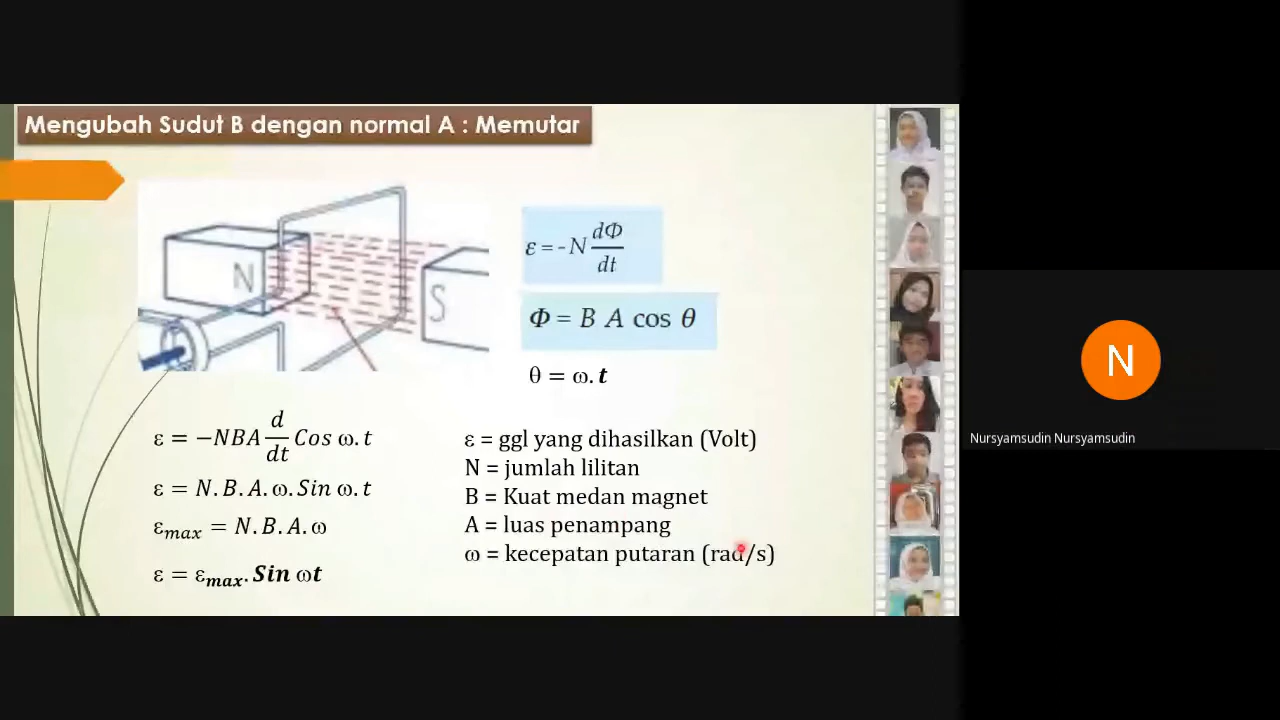 Mengubah Sudut B dengan normal A : Memutar
N
S
ε = - N dΦ/dt
Φ = B A cos θ
θ = ω. t
ε = −NBA d/dt Cos ω. t
ε = N. B. A. ω. Sin ω. t
ε_max = N. B. A. ω
ε = ε_max. Sin ωt
ε = ggl yang dihasilkan (Volt)
N = jumlah lilitan
B = Kuat medan magnet
A = luas penampang
ω = kecepatan putaran (rad/s)
N
Nursyamsudin Nursyamsudin